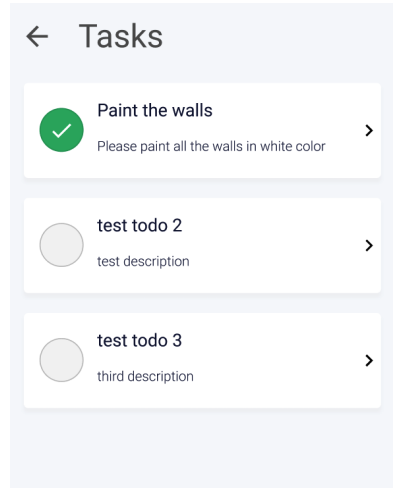 Tasks
Paint the walls
Please paint all the walls in white color
test todo 2
test description
test todo 3
third description